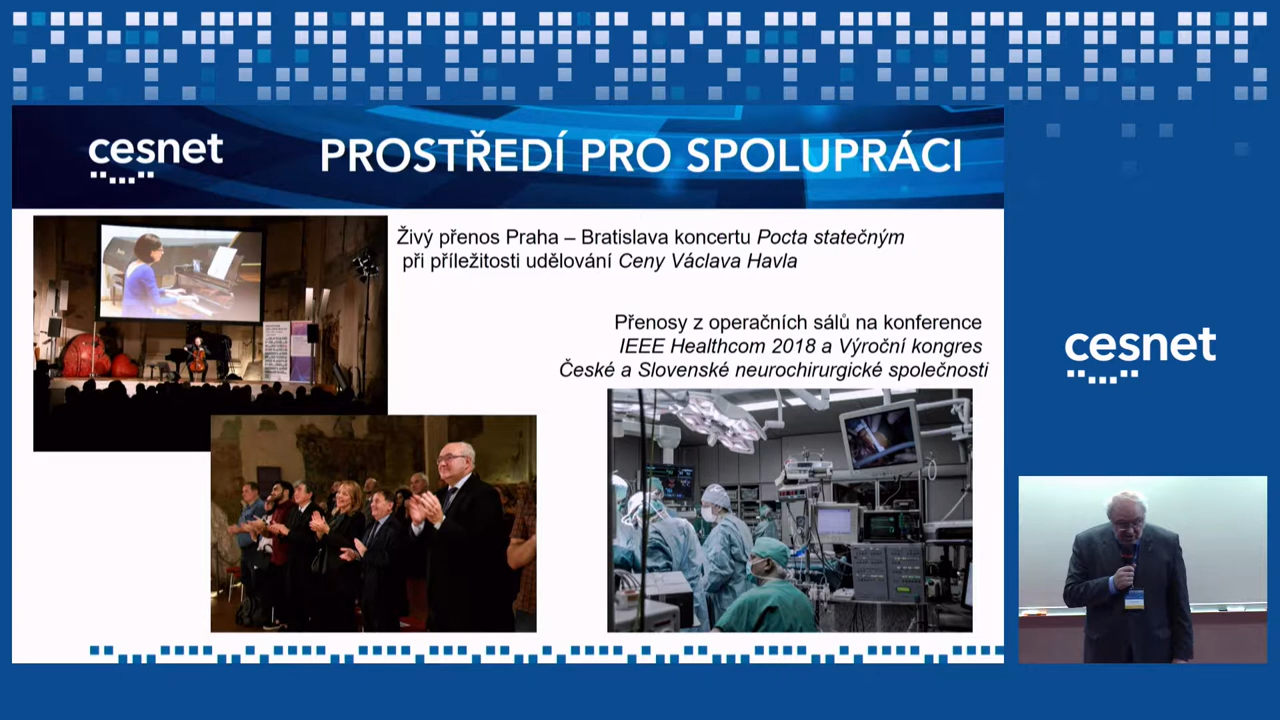 cesnet
PROSTŘEDÍ PRO SPOLUPRÁCI
Živý přenos Praha – Bratislava koncertu Pocta statečným
při příležitosti udělování Ceny Václava Havla
Přenosy z operačních sálů na konference
IEEE Healthcom 2018 a Výroční kongres
České a Slovenské neurochirurgické společnosti
cesnet